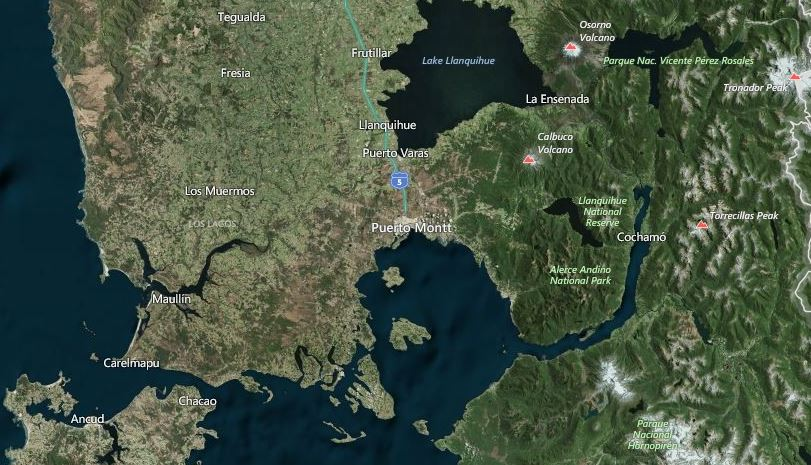 Tegualda
Osorno
Volcano
Frutillar
Lake Llanquihue
Parque Nac. Vicente Pérez Rosales
Fresia
Tronador Peak
La Ensenada
Llanquihue
Calbuco
Volcano
Puerto Varas
5
Los Muermos
Llanquihue
National
Reserve
LOS LAGOS
Torrecillas Peak
Puerto Montt
Cochamó
Alerce Andino
National Park
Maullín
Carelmapu
Chacao
Ancud
Parque
Nacional
Hornopirén